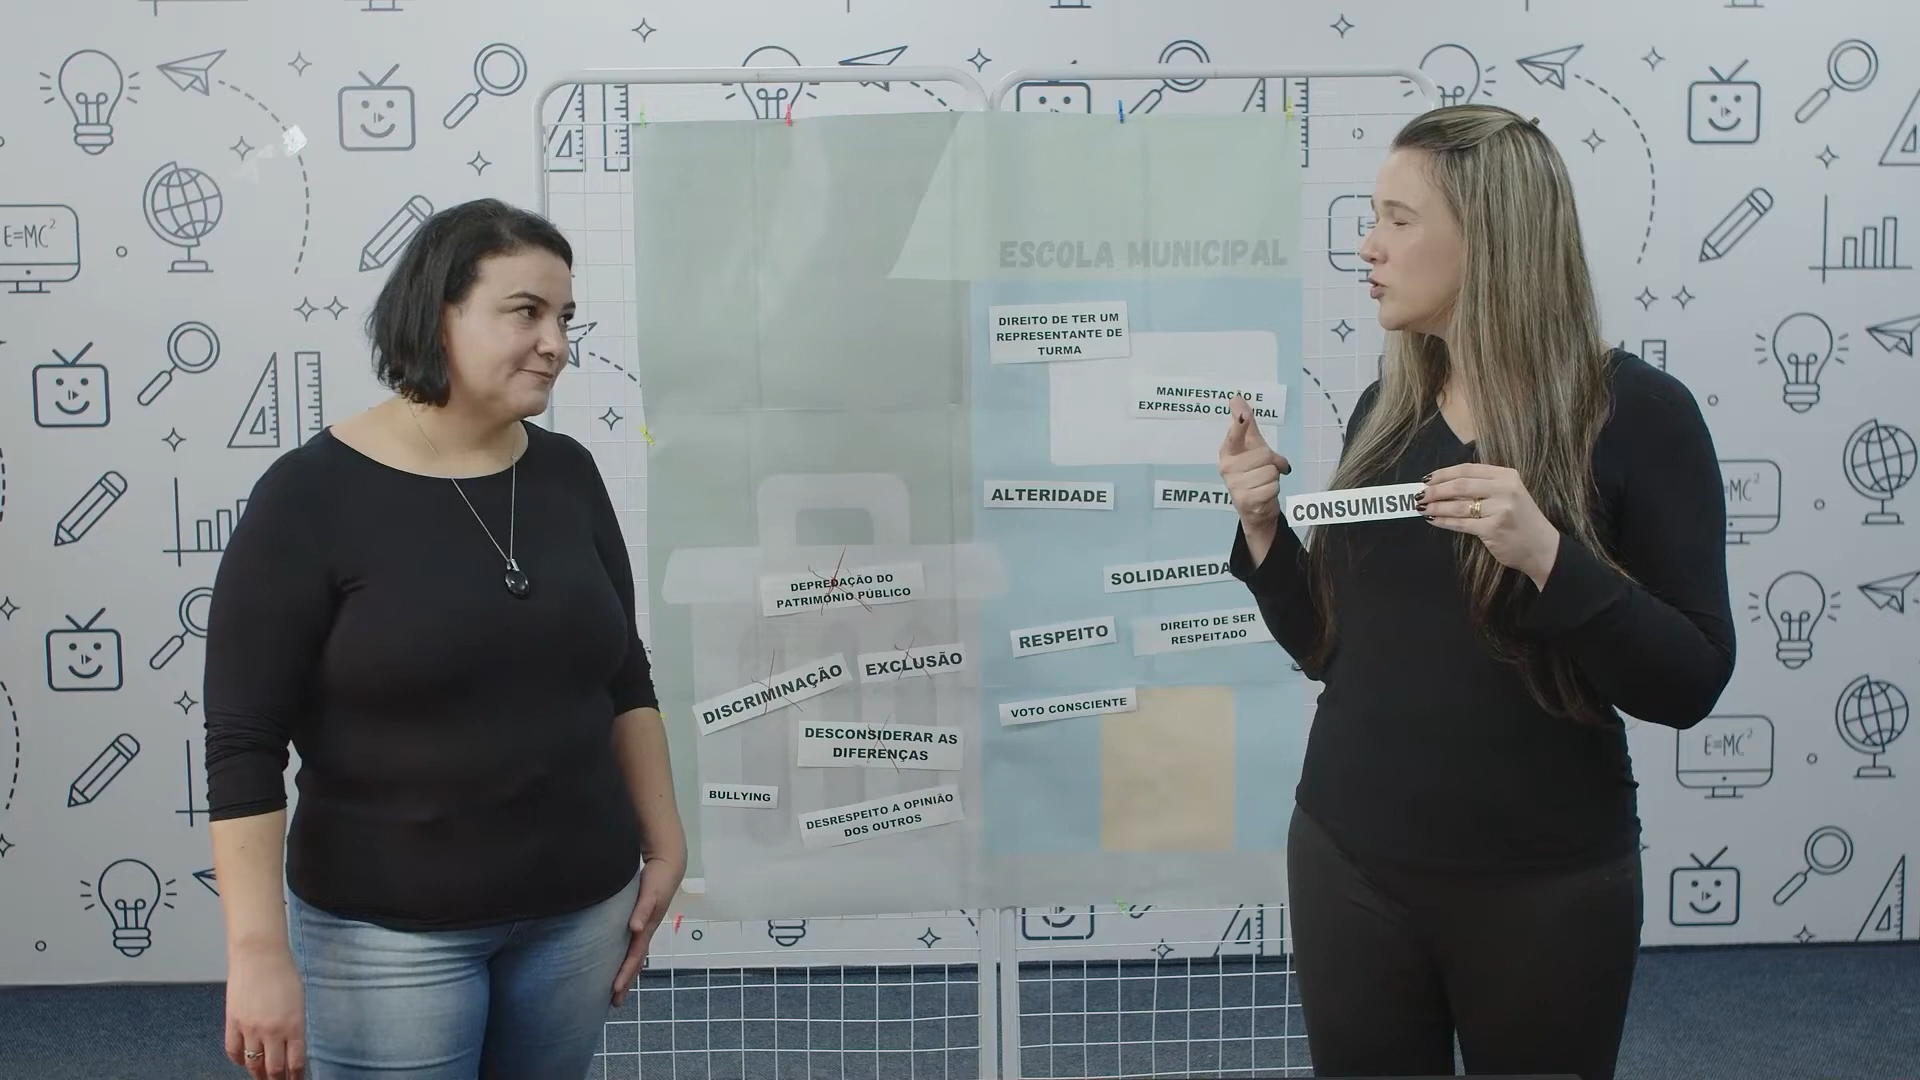 ESCOLA MUNICIPAL
DIREITO DE TER UM
REPRESENTANTE DE
TURMA
MANIFESTAÇÃO E
EXPRESSÃO CULTURAL
ALTERIDADE
EMPATI
CONSUMISM
SOLIDARIEDA
RESPEITO
DIREITO DE SER
RESPEITADO
VOTO CONSCIENTE
DEPREDAÇÃO DO
PATRIMÔNIO PÚBLICO
DISCRIMINAÇÃO
EXCLUSÃO
DESCONSIDERAR AS
DIFERENÇAS
BULLYING
DESRESPEITO A OPINIÃO
DOS OUTROS
E=MC²
E=MC²
MC²